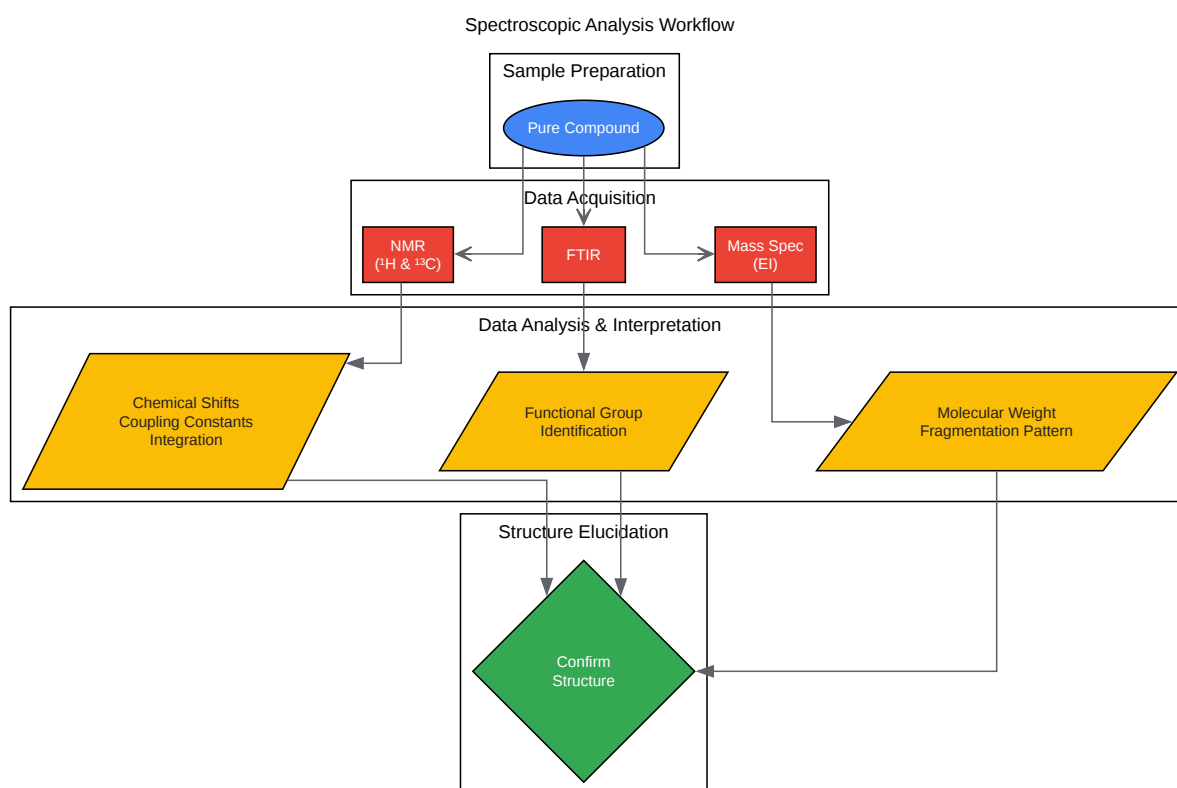 Spectroscopic Analysis Workflow
Sample Preparation
Pure Compound
Data Acquisition
NMR
(¹H & ¹³C)
FTIR
Mass Spec
(EI)
Data Analysis & Interpretation
Chemical Shifts
Coupling Constants
Integration
Functional Group
Identification
Molecular Weight
Fragmentation Pattern
Structure Elucidation
Confirm
Structure